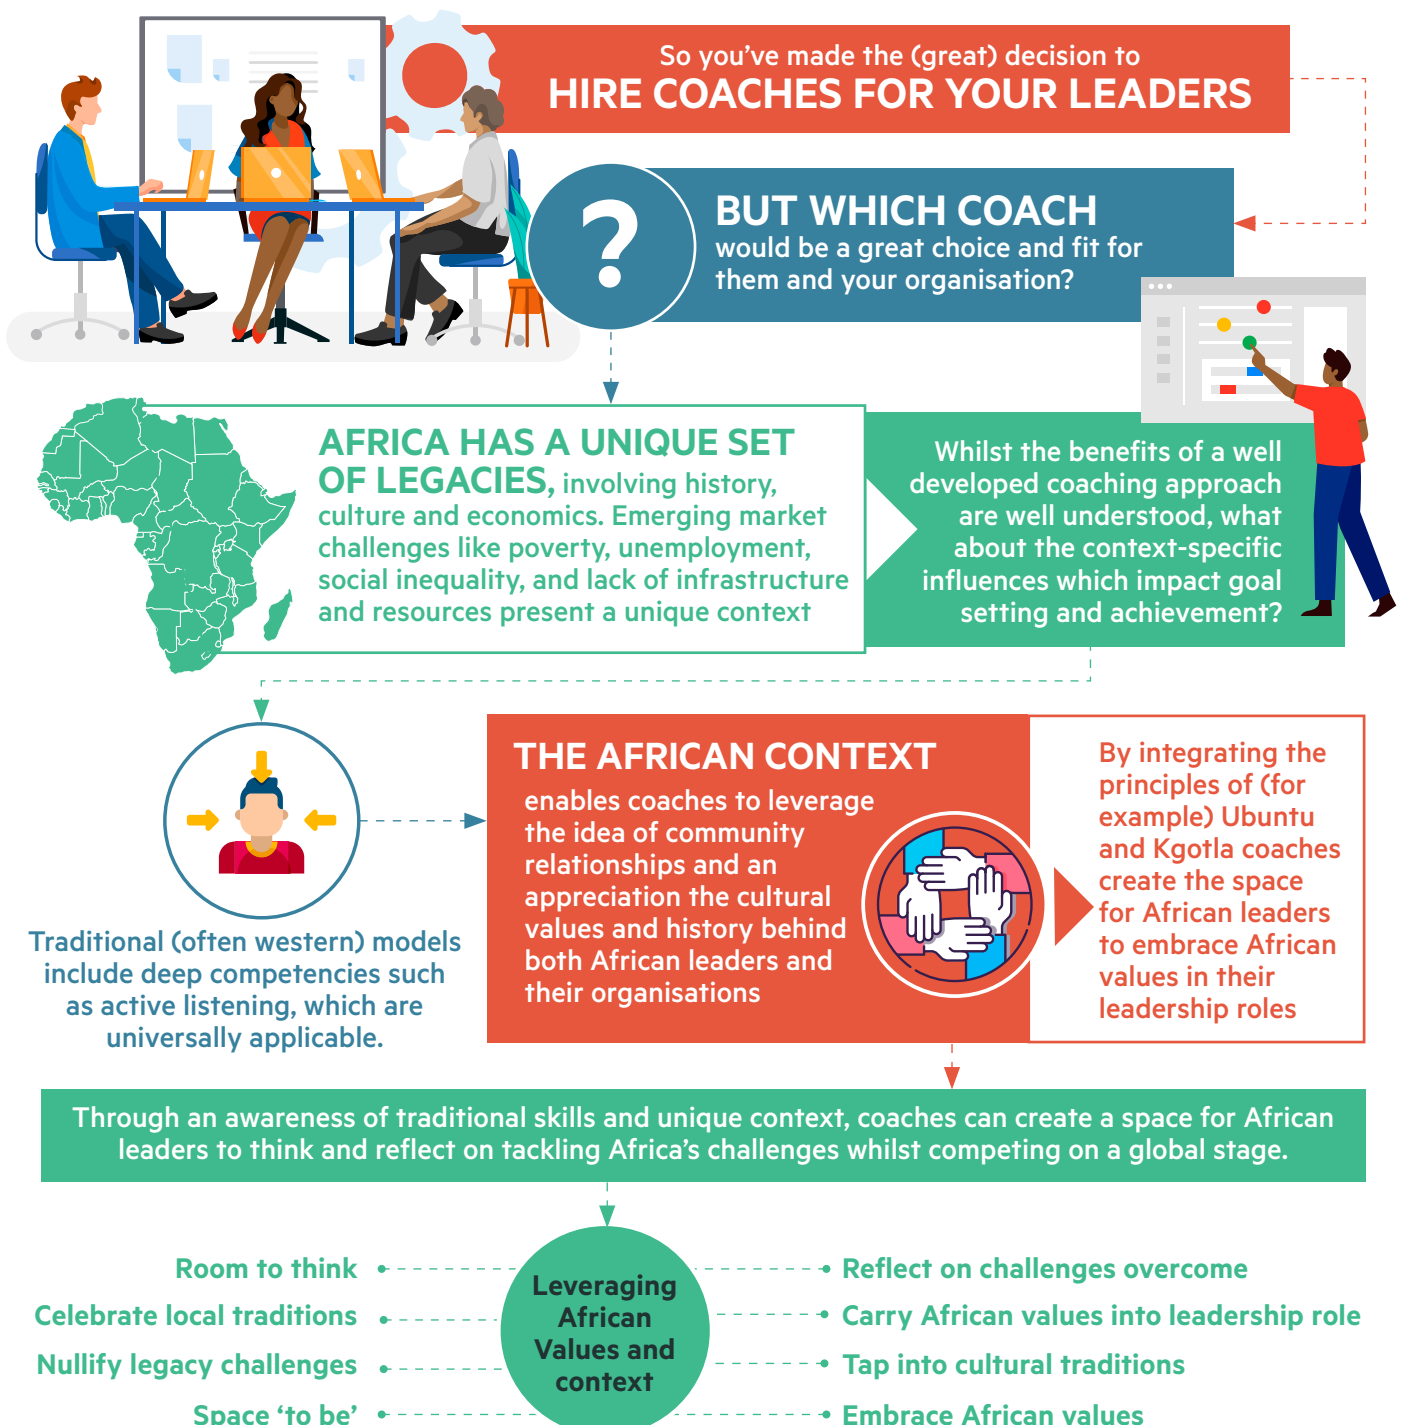 So you’ve made the (great) decision to
HIRE COACHES FOR YOUR LEADERS
BUT WHICH COACH
would be a great choice and fit for
them and your organisation?
?
AFRICA HAS A UNIQUE SET
OF LEGACIES, involving history,
culture and economics. Emerging market
challenges like poverty, unemployment,
social inequality, and lack of infrastructure
and resources present a unique context
Whilst the benefits of a well
developed coaching approach
are well understood, what
about the context-specific
influences which impact goal
setting and achievement?
Traditional (often western) models
include deep competencies such
as active listening, which are
universally applicable.
THE AFRICAN CONTEXT
enables coaches to leverage
the idea of community
relationships and an
appreciation the cultural
values and history behind
both African leaders and
their organisations
By integrating the
principles of (for
example) Ubuntu
and Kgotla coaches
create the space
for African leaders
to embrace African
values in their
leadership roles
Through an awareness of traditional skills and unique context, coaches can create a space for African
leaders to think and reflect on tackling Africa’s challenges whilst competing on a global stage.
Leveraging
African
Values and
context
Room to think
Celebrate local traditions
Nullify legacy challenges
Space ‘to be’
Reflect on challenges overcome
Carry African values into leadership role
Tap into cultural traditions
Embrace African values